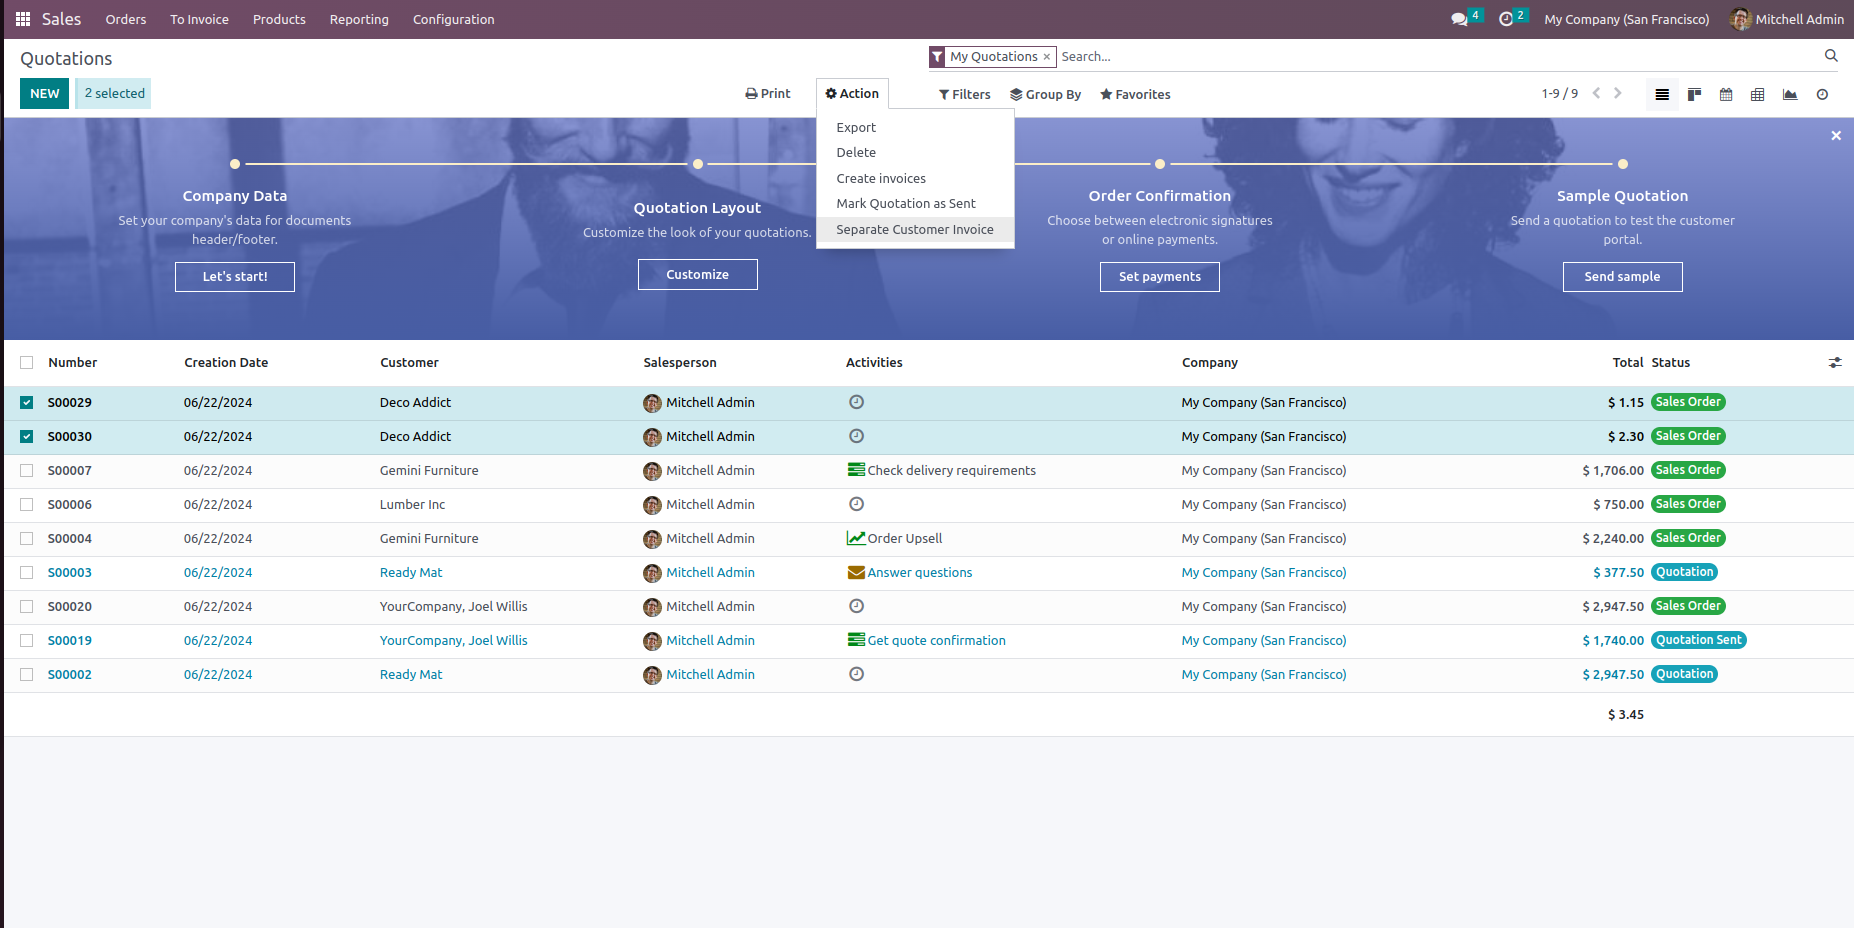 Sales Orders To Invoice Products Reporting Configuration 4 2 My Company (San Francisco) Mitchell Admin
Quotations My Quotations × Search...
NEW 2 selected Print Action Filters Group By Favorites 1-9 / 9
Export
Delete
Create invoices
Mark Quotation as Sent
Separate Customer Invoice
Company Data
Set your company's data for documents
header/footer.
Let's start!
Quotation Layout
Customize the look of your quotations.
Customize
Order Confirmation
Choose between electronic signatures
or online payments.
Set payments
Sample Quotation
Send a quotation to test the customer
portal.
Send sample
Number Creation Date Customer Salesperson Activities Company Total Status
S00029 06/22/2024 Deco Addict Mitchell Admin My Company (San Francisco) $ 1.15 Sales Order
S00030 06/22/2024 Deco Addict Mitchell Admin My Company (San Francisco) $ 2.30 Sales Order
S00007 06/22/2024 Gemini Furniture Mitchell Admin Check delivery requirements My Company (San Francisco) $ 1,706.00 Sales Order
S00006 06/22/2024 Lumber Inc Mitchell Admin My Company (San Francisco) $ 750.00 Sales Order
S00004 06/22/2024 Gemini Furniture Mitchell Admin Order Upsell My Company (San Francisco) $ 2,240.00 Sales Order
S00003 06/22/2024 Ready Mat Mitchell Admin Answer questions My Company (San Francisco) $ 377.50 Quotation
S00020 06/22/2024 YourCompany, Joel Willis Mitchell Admin My Company (San Francisco) $ 2,947.50 Sales Order
S00019 06/22/2024 YourCompany, Joel Willis Mitchell Admin Get quote confirmation My Company (San Francisco) $ 1,740.00 Quotation Sent
S00002 06/22/2024 Ready Mat Mitchell Admin My Company (San Francisco) $ 2,947.50 Quotation
$ 3.45